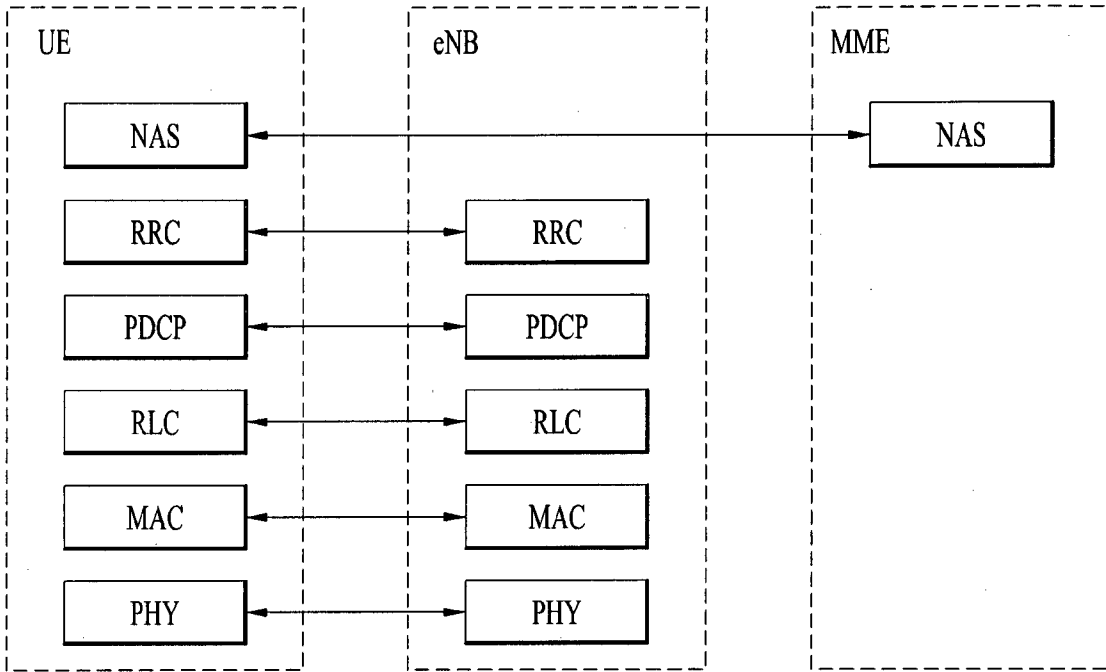 UE eNB MME
NAS NAS
RRC RRC
PDCP PDCP
RLC RLC
MAC MAC
PHY PHY